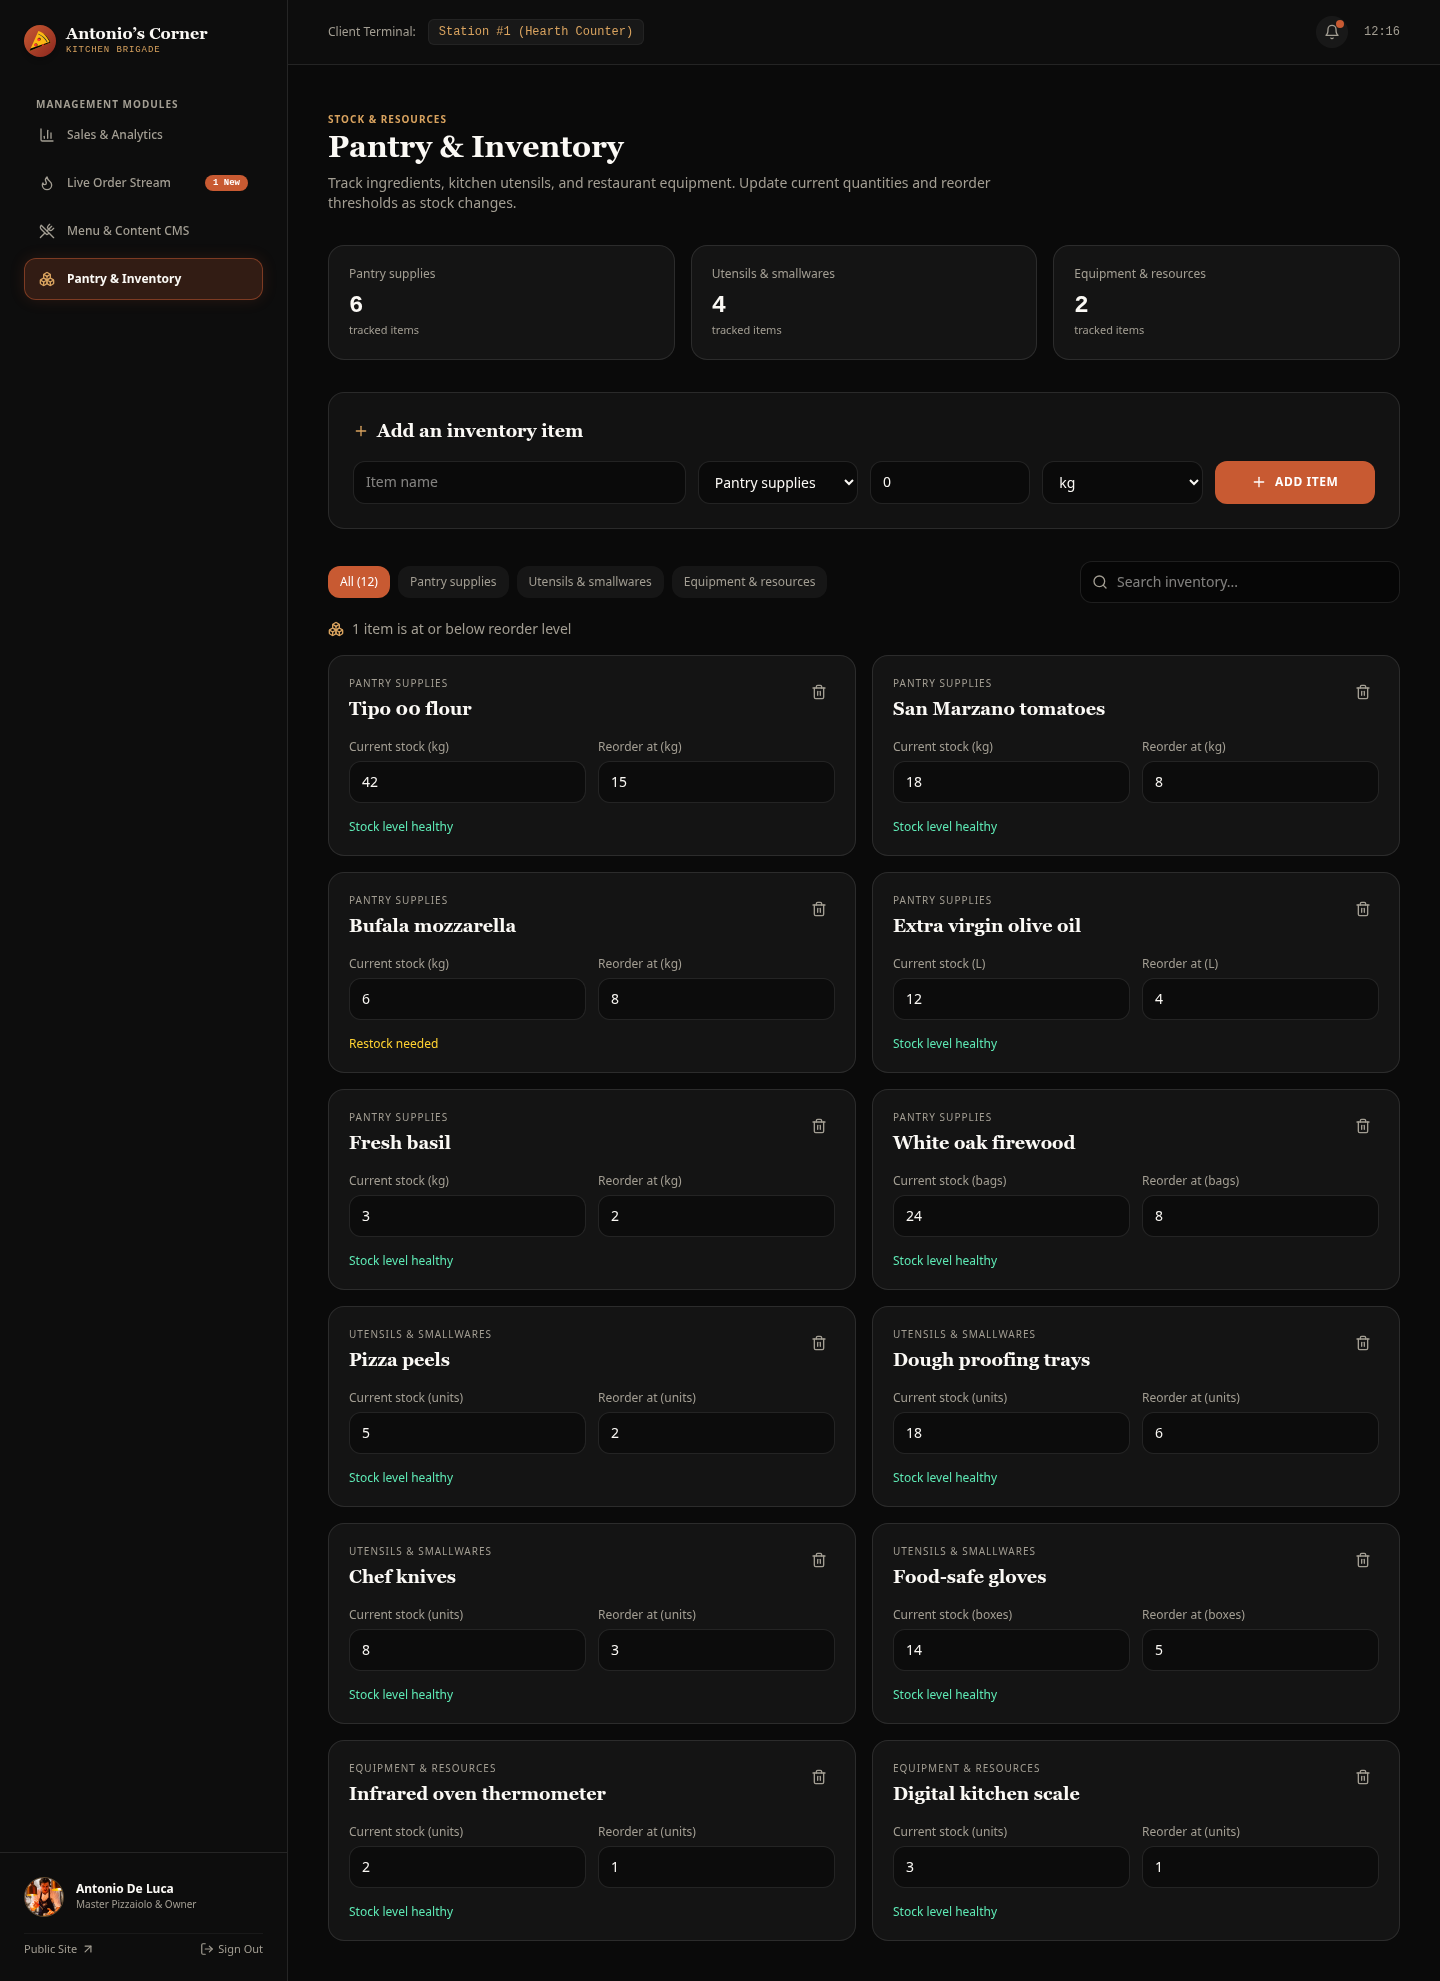 Antonio's Corner
KITCHEN BRIGADE
MANAGEMENT MODULES
Sales & Analytics
Live Order Stream
1 New
Menu & Content CMS
Pantry & Inventory
Antonio De Luca
Master Pizzaiolo & Owner
Public Site
Sign Out
Client Terminal:
Station #1 (Hearth Counter)
12:16
STOCK & RESOURCES
Pantry & Inventory
Track ingredients, kitchen utensils, and restaurant equipment. Update current quantities and reorder
thresholds as stock changes.
Pantry supplies
6
tracked items
Utensils & smallwares
4
tracked items
Equipment & resources
2
tracked items
Add an inventory item
Item name
Pantry supplies
0
kg
ADD ITEM
All (12)
Pantry supplies
Utensils & smallwares
Equipment & resources
Search inventory...
1 item is at or below reorder level
PANTRY SUPPLIES
Tipo 00 flour
Current stock (kg)
Reorder at (kg)
42
15
Stock level healthy
PANTRY SUPPLIES
San Marzano tomatoes
Current stock (kg)
Reorder at (kg)
18
8
Stock level healthy
PANTRY SUPPLIES
Bufala mozzarella
Current stock (kg)
Reorder at (kg)
6
8
Restock needed
PANTRY SUPPLIES
Extra virgin olive oil
Current stock (L)
Reorder at (L)
12
4
Stock level healthy
PANTRY SUPPLIES
Fresh basil
Current stock (kg)
Reorder at (kg)
3
2
Stock level healthy
PANTRY SUPPLIES
White oak firewood
Current stock (bags)
Reorder at (bags)
24
8
Stock level healthy
UTENSILS & SMALLWARES
Pizza peels
Current stock (units)
Reorder at (units)
5
2
Stock level healthy
UTENSILS & SMALLWARES
Dough proofing trays
Current stock (units)
Reorder at (units)
18
6
Stock level healthy
UTENSILS & SMALLWARES
Chef knives
Current stock (units)
Reorder at (units)
8
3
Stock level healthy
UTENSILS & SMALLWARES
Food-safe gloves
Current stock (boxes)
Reorder at (boxes)
14
5
Stock level healthy
EQUIPMENT & RESOURCES
Infrared oven thermometer
Current stock (units)
Reorder at (units)
2
1
Stock level healthy
EQUIPMENT & RESOURCES
Digital kitchen scale
Current stock (units)
Reorder at (units)
3
1
Stock level healthy